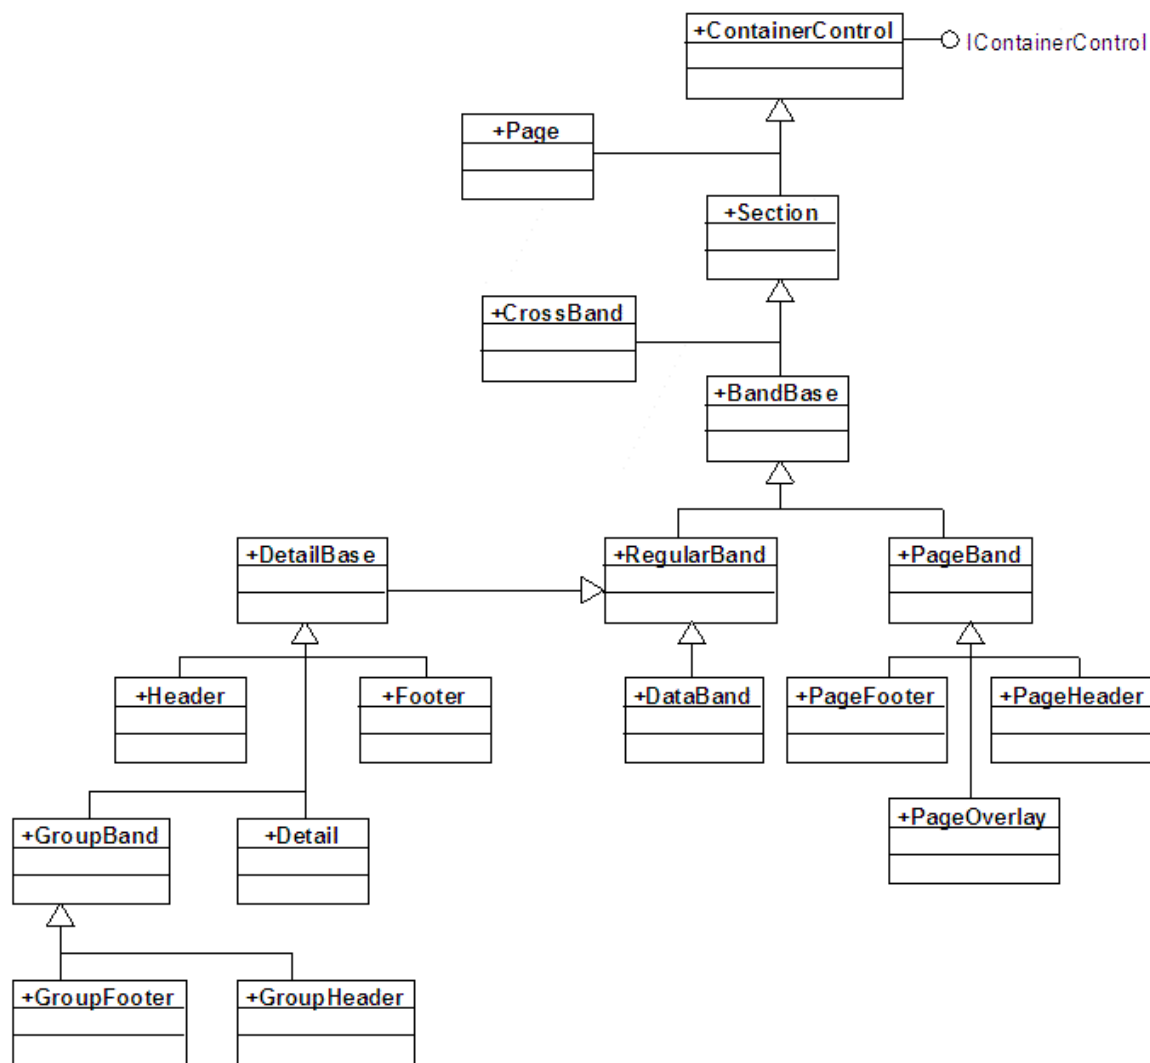 +ContainerControl
IContainerControl
+Page
+Section
+CrossBand
+BandBase
+DetailBase
+RegularBand
+PageBand
+Header
+Footer
+DataBand
+PageFooter
+PageHeader
+GroupBand
+Detail
+PageOverlay
+GroupFooter
+GroupHeader